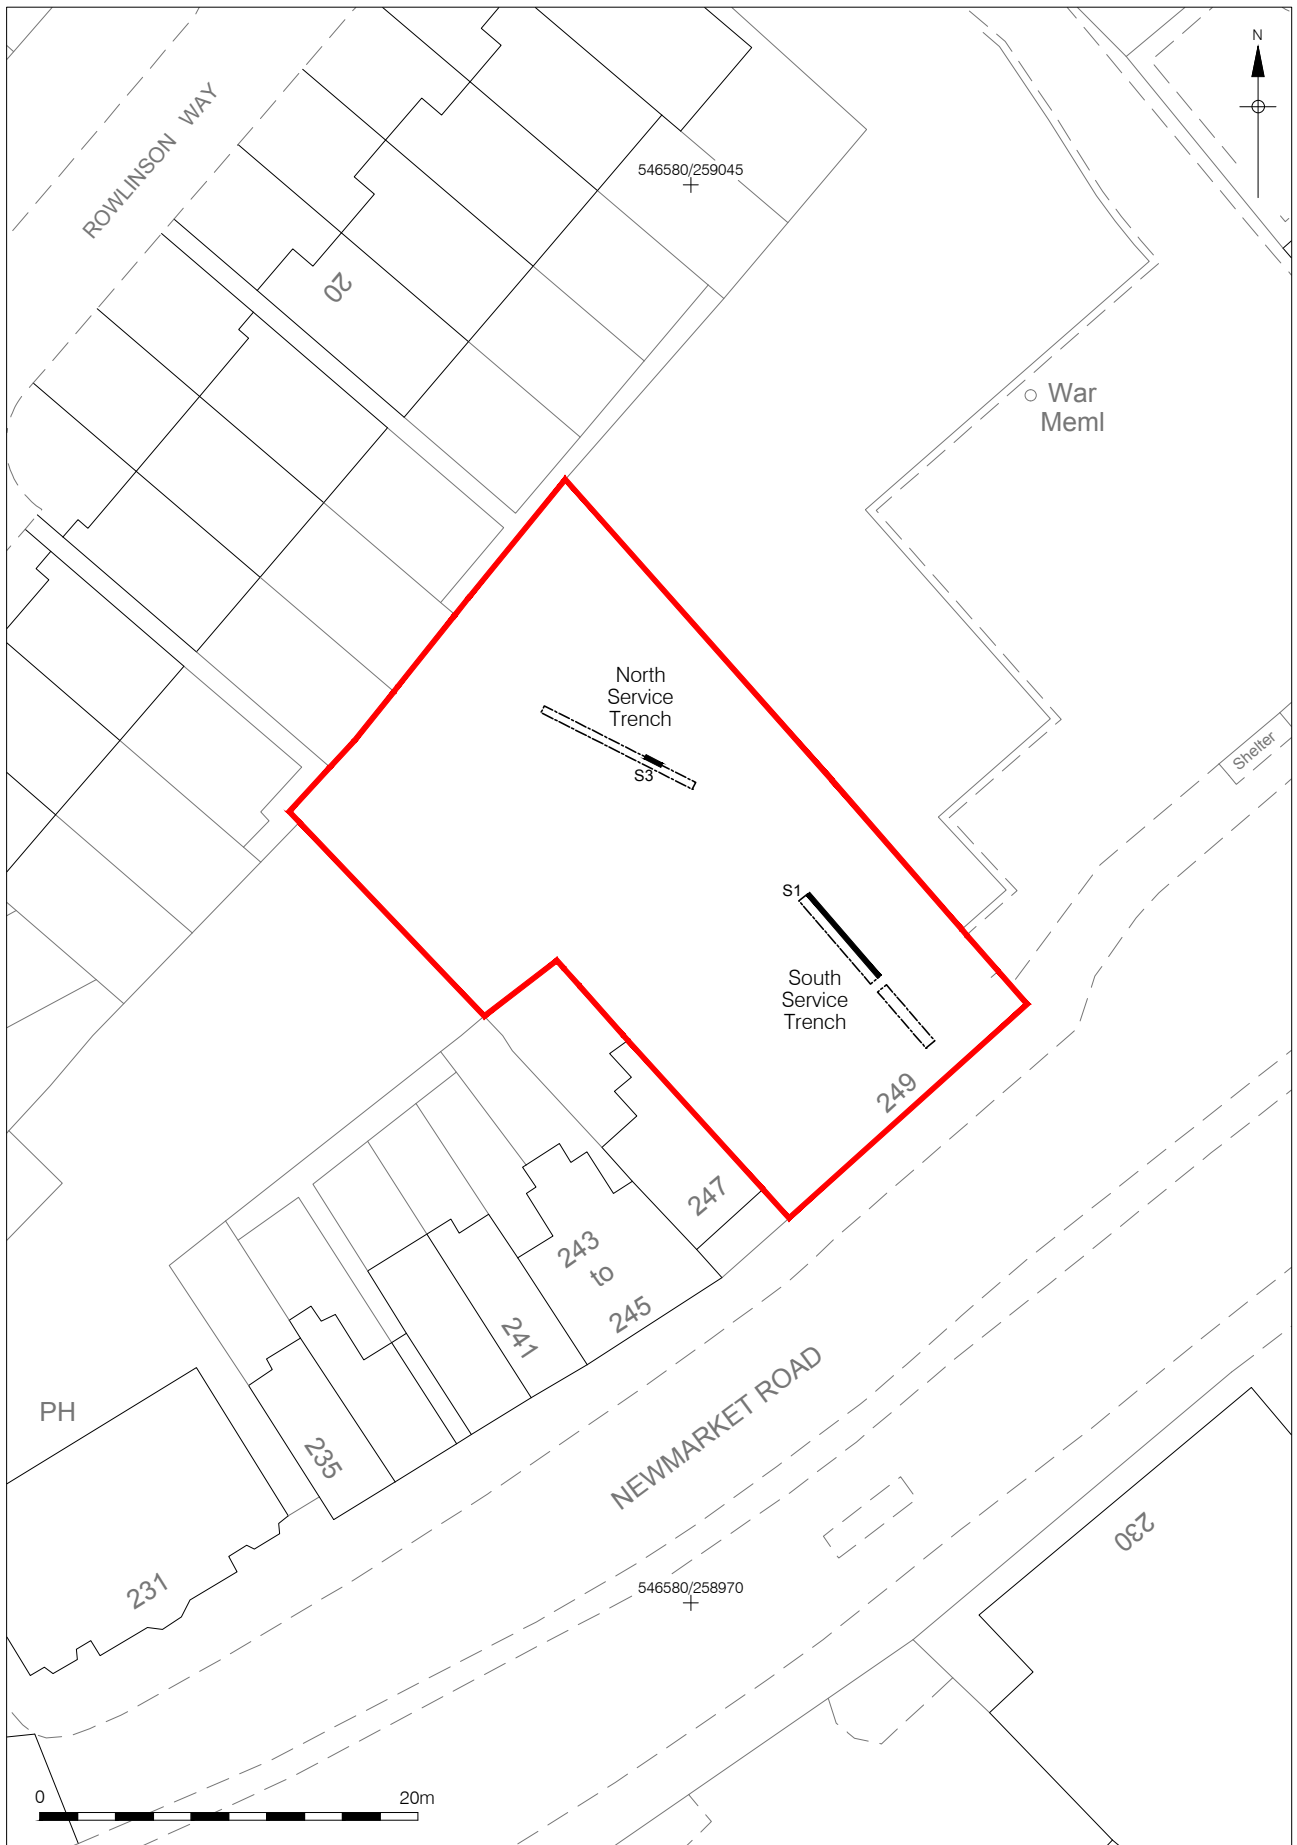 N
ROWLINSON WAY
546580/259045
20
War
Meml
North
Service
Trench
S3
Shelter
S1
South
Service
Trench
249
247
243
to
245
241
235
PH
231
NEWMARKET ROAD
230
546580/258970
0 20m